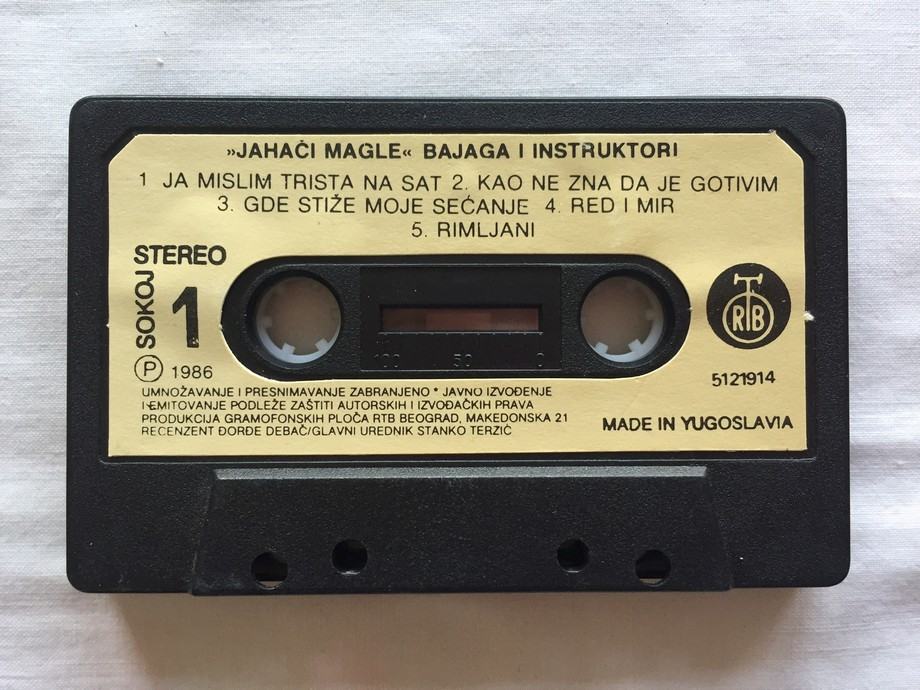 »JAHAČI MAGLE« BAJAGA I INSTRUKTORI
1 JA MISLIM TRISTA NA SAT 2. KAO NE ZNA DA JE GOTIVIM
3. GDE STIŽE MOJE SEĆANJE 4. RED I MIR
5. RIMLJANI
STEREO
SOKOJ
1
RTB
Ⓟ 1986
5121914
100 50 0
UMNOŽAVANJE I PRESNIMAVANJE ZABRANJENO * JAVNO IZVOĐENJE
I EMITOVANJE PODLEŽE ZAŠTITI AUTORSKIH I IZVOĐAČKIH PRAVA
PRODUKCIJA GRAMOFONSKIH PLOČA RTB BEOGRAD, MAKEDONSKA 21
RECENZENT ĐORĐE DEBAČ/GLAVNI UREDNIK STANKO TERZIĆ
MADE IN YUGOSLAVIA